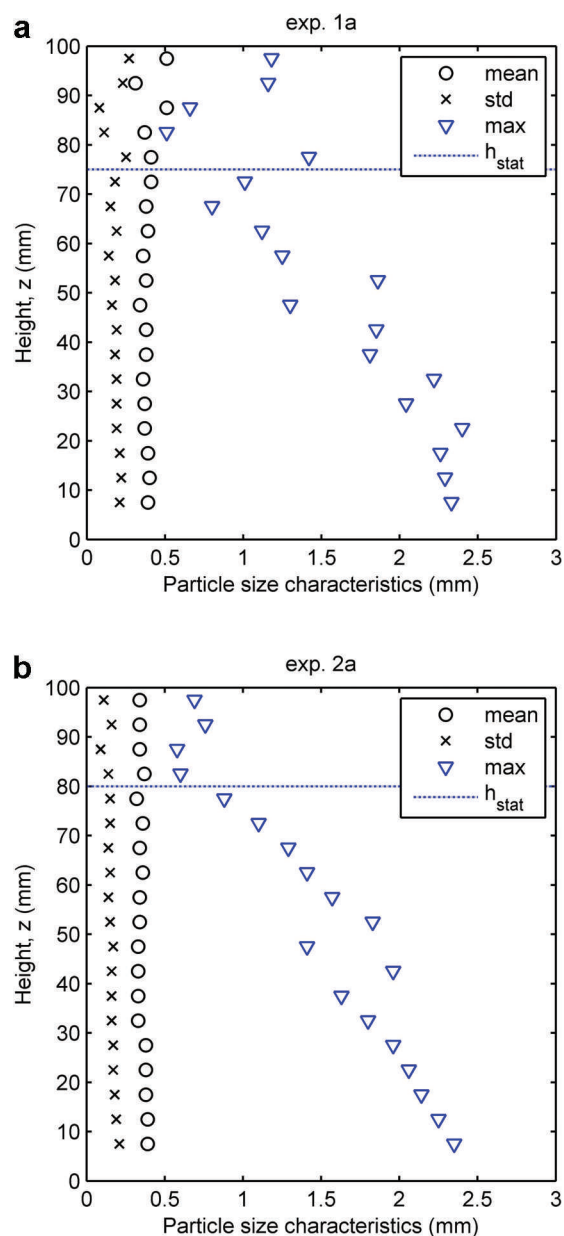 a
exp. 1a
100
90
80
70
60
50
40
30
20
10
0
Height, z (mm)
mean
std
max
h_stat
0 0.5 1 1.5 2 2.5 3
Particle size characteristics (mm)
b
exp. 2a
100
90
80
70
60
50
40
30
20
10
0
Height, z (mm)
mean
std
max
h_stat
0 0.5 1 1.5 2 2.5 3
Particle size characteristics (mm)